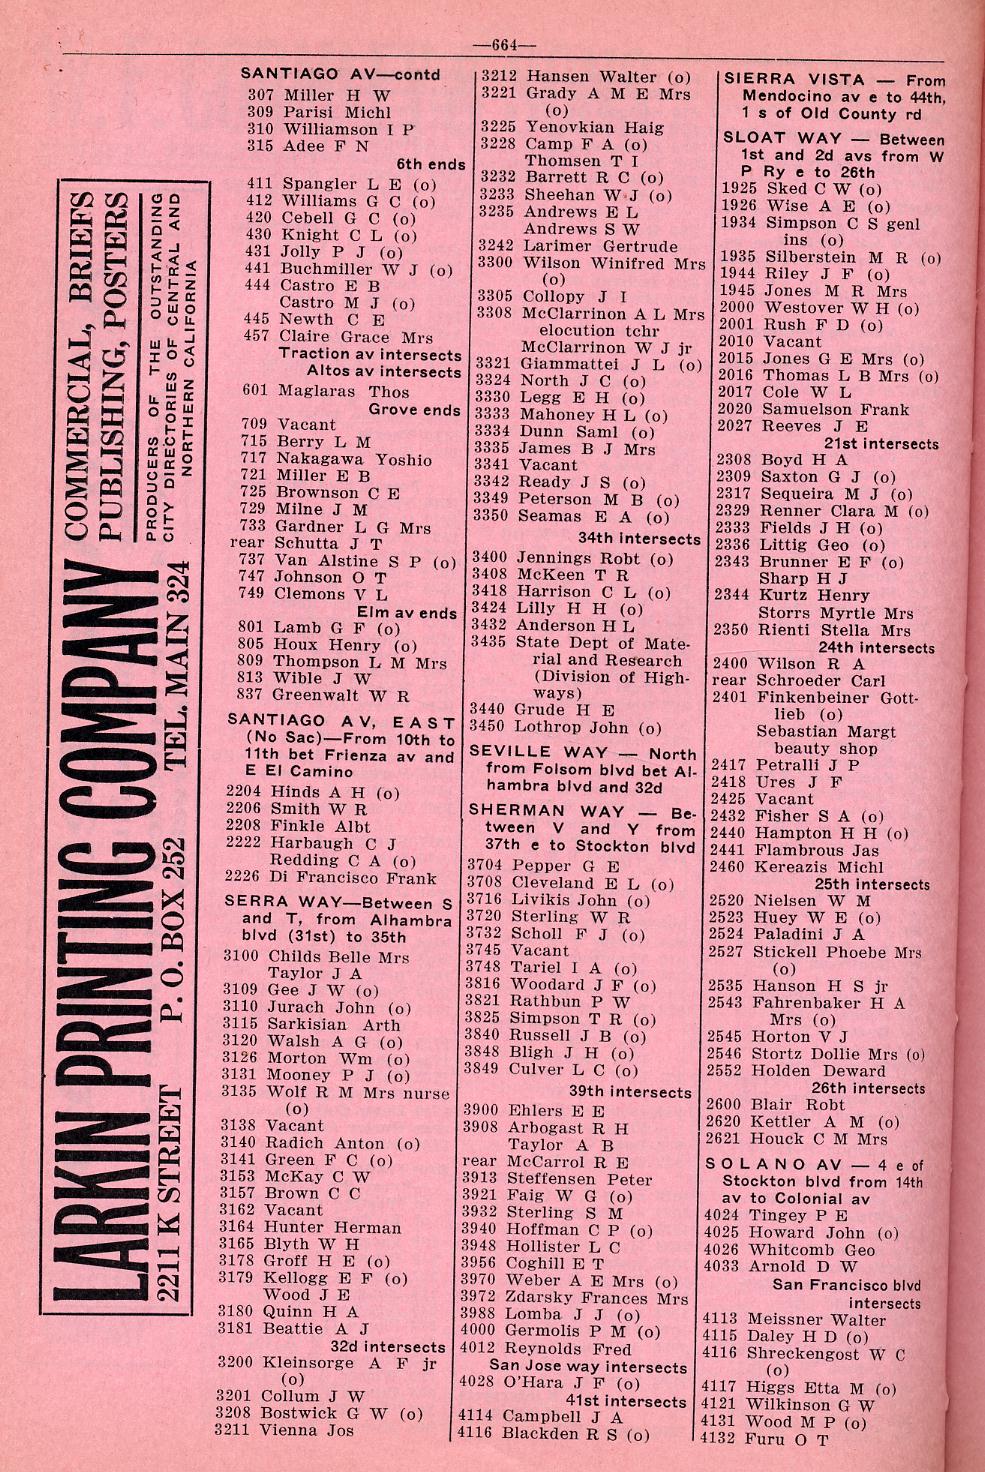 —664—
LARKIN PRINTING COMPANY
2211 K STREET P. O. BOX 252 TEL. MAIN 324
COMMERCIAL, BRIEFS
PUBLISHING, POSTERS
PRODUCERS OF THE OUTSTANDING
CITY DIRECTORIES OF CENTRAL AND
NORTHERN CALIFORNIA
SANTIAGO AV—contd
307 Miller H W
309 Parisi Michl
310 Williamson I P
315 Adee F N
6th ends
411 Spangler L E (o)
412 Williams G C (o)
420 Cebell G C (o)
430 Knight C L (o)
431 Jolly P J (o)
441 Buchmiller W J (o)
444 Castro E B
Castro M J (o)
445 Newth C E
457 Claire Grace Mrs
Traction av intersects
Altos av intersects
601 Maglaras Thos
Grove ends
709 Vacant
715 Berry L M
717 Nakagawa Yoshio
721 Miller E B
725 Brownson C E
729 Milne J M
733 Gardner L G Mrs
rear Schutta J T
737 Van Alstine S P (o)
747 Johnson O T
749 Clemons V L
Elm av ends
801 Lamb G F (o)
805 Houx Henry (o)
809 Thompson L M Mrs
813 Wible J W
837 Greenwalt W R
SANTIAGO AV, EAST
(No Sac)—From 10th to
11th bet Frienza av and
E El Camino
2204 Hinds A H (o)
2206 Smith W R
2208 Finkle Albt
2222 Harbaugh C J
Redding C A (o)
2226 Di Francisco Frank
SERRA WAY—Between S
and T, from Alhambra
blvd (31st) to 35th
3100 Childs Belle Mrs
Taylor J A
3109 Gee J W (o)
3110 Jurach John (o)
3115 Sarkisian Arth
3120 Walsh A G (o)
3126 Morton Wm (o)
3131 Mooney P J (o)
3135 Wolf R M Mrs nurse
(o)
3138 Vacant
3140 Radich Anton (o)
3141 Green F C (o)
3153 McKay C W
3157 Brown C C
3162 Vacant
3164 Hunter Herman
3165 Blyth W H
3178 Groff H E (o)
3179 Kellogg E F (o)
Wood J E
3180 Quinn H A
3181 Beattie A J
32d intersects
3200 Kleinsorge A F jr
(o)
3201 Collum J W
3208 Bostwick G W (o)
3211 Vienna Jos
3212 Hansen Walter (o)
3221 Grady A M E Mrs
(o)
3225 Yenovkian Haig
3228 Camp F A (o)
Thomsen T I
3232 Barrett R C (o)
3233 Sheehan W J (o)
3235 Andrews E L
Andrews S W
3242 Larimer Gertrude
3300 Wilson Winifred Mrs
(o)
3305 Collopy J I
3308 McClarrinon A L Mrs
elocution tchr
McClarrinon W J jr
3321 Giammattei J L (o)
3324 North J C (o)
3330 Legg E H (o)
3333 Mahoney H L (o)
3334 Dunn Saml (o)
3335 James B J Mrs
3341 Vacant
3342 Ready J S (o)
3349 Peterson M B (o)
3350 Seamas E A (o)
34th intersects
3400 Jennings Robt (o)
3408 McKeen T R
3418 Harrison C L (o)
3424 Lilly H H (o)
3432 Anderson H L
3435 State Dept of Mate-
rial and Research
(Division of High-
ways)
3440 Grude H E
3450 Lothrop John (o)
SEVILLE WAY — North
from Folsom blvd bet Al-
hambra blvd and 32d
SHERMAN WAY — Be-
tween V and Y from
37th e to Stockton blvd
3704 Pepper G E
3708 Cleveland E L (o)
3716 Livikis John (o)
3720 Sterling W R
3732 Scholl F J (o)
3745 Vacant
3748 Tariel I A (o)
3816 Woodard J F (o)
3821 Rathbun P W
3825 Simpson T R (o)
3840 Russell J B (o)
3848 Bligh J H (o)
3849 Culver L C (o)
39th intersects
3900 Ehlers E E
3908 Arbogast R H
Taylor A B
rear McCarrol R E
3913 Steffensen Peter
3921 Faig W G (o)
3932 Sterling S M
3940 Hoffman C P (o)
3948 Hollister L C
3956 Coghill E T
3970 Weber A E Mrs (o)
3972 Zdarsky Frances Mrs
3988 Lomba J J (o)
4000 Germolis P M (o)
4012 Reynolds Fred
San Jose way intersects
4028 O'Hara J F (o)
41st intersects
4114 Campbell J A
4116 Blackden R S (o)
SIERRA VISTA — From
Mendocino av e to 44th,
1 s of Old County rd
SLOAT WAY — Between
1st and 2d avs from W
P Ry e to 26th
1925 Sked C W (o)
1926 Wise A E (o)
1934 Simpson C S genl
ins (o)
1935 Silberstein M R (o)
1944 Riley J F (o)
1945 Jones M R Mrs
2000 Westover W H (o)
2001 Rush F D (o)
2010 Vacant
2015 Jones G E Mrs (o)
2016 Thomas L B Mrs (o)
2017 Cole W L
2020 Samuelson Frank
2027 Reeves J E
21st intersects
2308 Boyd H A
2309 Saxton G J (o)
2317 Sequeira M J (o)
2329 Renner Clara M (o)
2333 Fields J H (o)
2336 Littig Geo (o)
2343 Brunner E F (o)
Sharp H J
2344 Kurtz Henry
Storrs Myrtle Mrs
2350 Rienti Stella Mrs
24th intersects
2400 Wilson R A
rear Schroeder Carl
2401 Finkenbeiner Gott-
lieb (o)
Sebastian Margt
beauty shop
2417 Petralli J P
2418 Ures J F
2425 Vacant
2432 Fisher S A (o)
2440 Hampton H H (o)
2441 Flambrous Jas
2460 Kereazis Michl
25th intersects
2520 Nielsen W M
2523 Huey W E (o)
2524 Paladini J A
2527 Stickell Phoebe Mrs
(o)
2535 Hanson H S jr
2543 Fahrenbaker H A
Mrs (o)
2545 Horton V J
2546 Stortz Dollie Mrs (o)
2552 Holden Deward
26th intersects
2600 Blair Robt
2620 Kettler A M (o)
2621 Houck C M Mrs
SOLANO AV — 4 e of
Stockton blvd from 14th
av to Colonial av
4024 Tingey P E
4025 Howard John (o)
4026 Whitcomb Geo
4033 Arnold D W
San Francisco blvd
intersects
4113 Meissner Walter
4115 Daley H D (o)
4116 Shreckengost W C
(o)
4117 Higgs Etta M (o)
4121 Wilkinson G W
4131 Wood M P (o)
4132 Furu O T